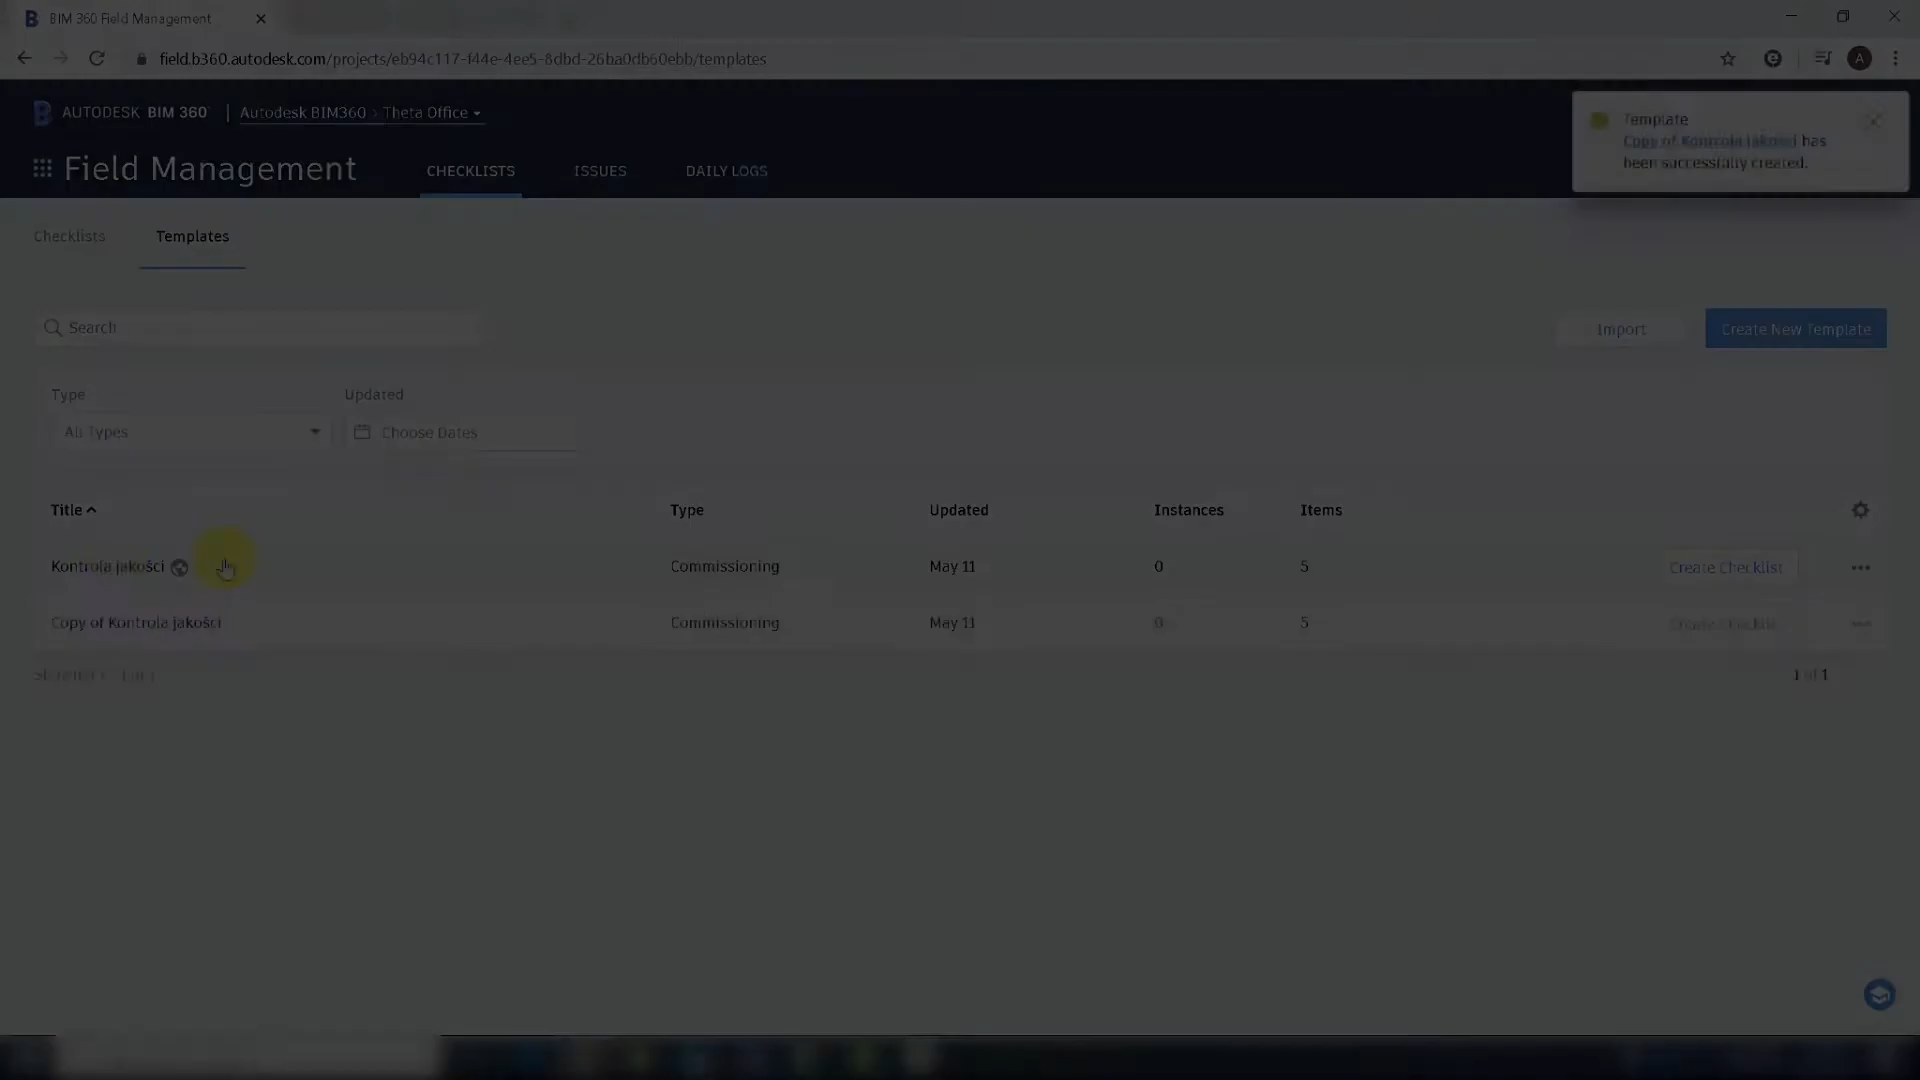 BIM 360 Field Management
field.b360.autodesk.com/projects/eb94c117-f44e-4ee5-8dbd-26ba0db60ebb/templates
A
AUTODESK BIM 360
Autodesk BIM360 > Theta Office
Field Management
CHECKLISTS
ISSUES
DAILY LOGS
Template
Copy of Kontrola jakości has
been successfully created.
Checklists
Templates
Search
Import
Create New Template
Type
Updated
All Types
Choose Dates
Title
Type
Updated
Instances
Items
Kontrola jakości
Commissioning
May 11
0
5
Create Checklist
Copy of Kontrola jakości
Commissioning
May 11
0
5
Create Checklist
1 of 1